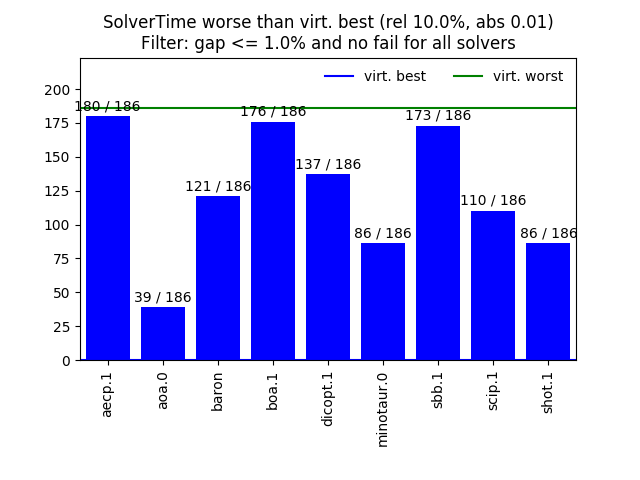 SolverTime worse than virt. best (rel 10.0%, abs 0.01)
Filter: gap <= 1.0% and no fail for all solvers
virt. best
virt. worst
200
175
150
125
100
75
50
25
0
180 / 186
39 / 186
121 / 186
176 / 186
137 / 186
86 / 186
173 / 186
110 / 186
86 / 186
aecp.1
aoa.0
baron
boa.1
dicopt.1
minotaur.0
sbb.1
scip.1
shot.1